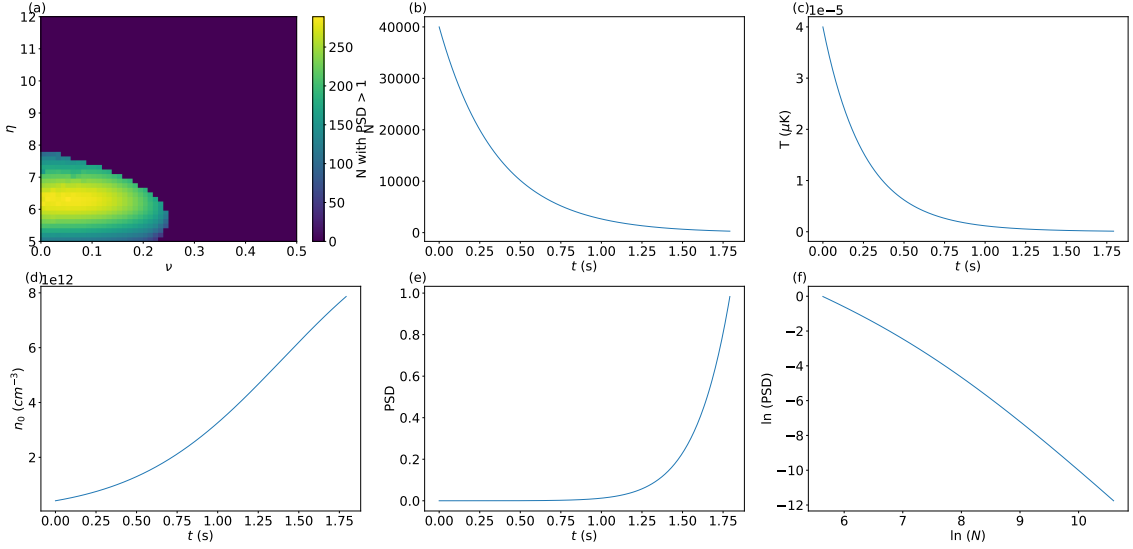 (a)
12
11
10
9
8
7
6
5
η
0.0 0.1 0.2 0.3 0.4 0.5
ν
250
200
150
100
50
0
N with PSD > 1
(b)
40000
30000
20000
10000
0
N
0.00 0.25 0.50 0.75 1.00 1.25 1.50 1.75
t (s)
(c)
1e−5
4
3
2
1
0
T (μK)
0.00 0.25 0.50 0.75 1.00 1.25 1.50 1.75
t (s)
(d)
1e12
8
6
4
2
n₀ (cm⁻³)
0.00 0.25 0.50 0.75 1.00 1.25 1.50 1.75
t (s)
(e)
1.0
0.8
0.6
0.4
0.2
0.0
PSD
0.00 0.25 0.50 0.75 1.00 1.25 1.50 1.75
t (s)
(f)
0
−2
−4
−6
−8
−10
−12
ln (PSD)
6 7 8 9 10
ln (N)